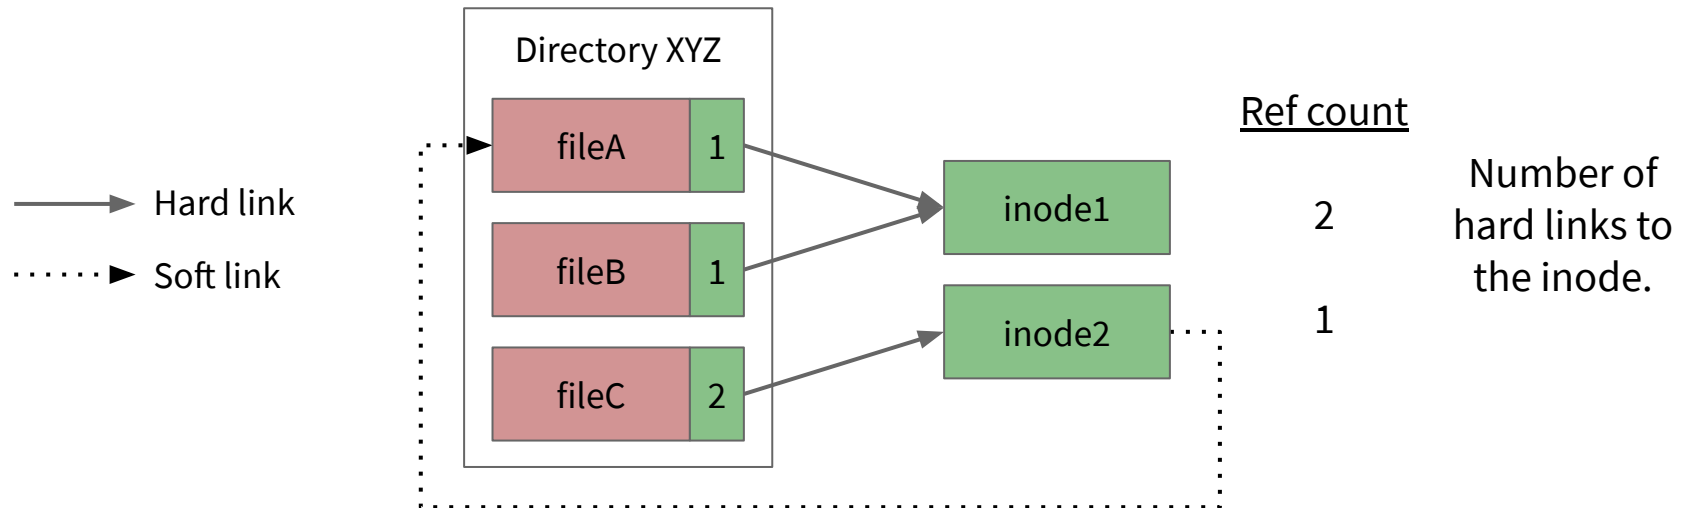 Directory XYZ
fileA 1
fileB 1
fileC 2
Hard link
Soft link
inode1
inode2
Ref count
2
1
Number of
hard links to
the inode.